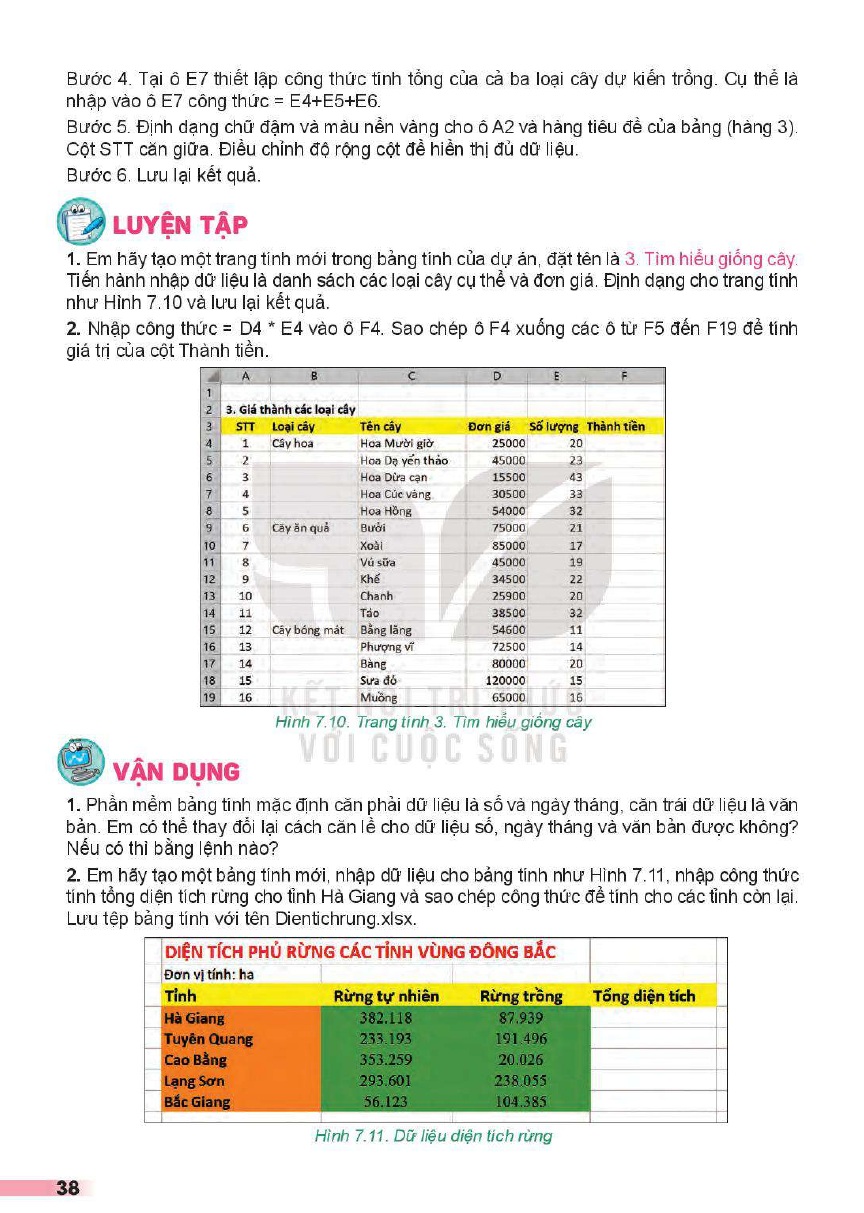 Bước 4. Tại ô E7 thiết lập công thức tính tổng của cả ba loại cây dự kiến trồng. Cụ thể là
nhập vào ô E7 công thức = E4+E5+E6.
Bước 5. Định dạng chữ đậm và màu nền vàng cho ô A2 và hàng tiêu đề của bảng (hàng 3).
Cột STT căn giữa. Điều chỉnh độ rộng cột để hiển thị đủ dữ liệu.
Bước 6. Lưu lại kết quả.
LUYỆN TẬP
1. Em hãy tạo một trang tính mới trong bảng tính của dự án, đặt tên là 3. Tìm hiểu giống cây.
Tiến hành nhập dữ liệu là danh sách các loại cây cụ thể và đơn giá. Định dạng cho trang tính
như Hình 7.10 và lưu lại kết quả.
2. Nhập công thức = D4 * E4 vào ô F4. Sao chép ô F4 xuống các ô từ F5 đến F19 để tính
giá trị của cột Thành tiền.
A B C D E F
1
2 3. Giá thành các loại cây
3 STT Loại cây Tên cây Đơn giá Số lượng Thành tiền
4 1 Cây hoa Hoa Mười giờ 25000 20
5 2 Hoa Dạ yến thảo 45000 23
6 3 Hoa Dừa cạn 15500 43
7 4 Hoa Cúc vàng 30500 33
8 5 Hoa Hồng 54000 32
9 6 Cây ăn quả Bưởi 75000 21
10 7 Xoài 85000 17
11 8 Vú sữa 45000 19
12 9 Khế 34500 22
13 10 Chanh 25900 20
14 11 Táo 38500 32
15 12 Cây bóng mát Bằng lăng 54600 11
16 13 Phượng vĩ 72500 14
17 14 Bàng 80000 20
18 15 Sưa đỏ 120000 15
19 16 Muồng 65000 16
KẾT NỐI TRI THỨC
Hình 7.10. Trang tính 3. Tìm hiểu giống cây
VỚI CUỘC SỐNG
VẬN DỤNG
1. Phần mềm bảng tính mặc định căn phải dữ liệu là số và ngày tháng, căn trái dữ liệu là văn
bản. Em có thể thay đổi lại cách căn lề cho dữ liệu số, ngày tháng và văn bản được không?
Nếu có thì bằng lệnh nào?
2. Em hãy tạo một bảng tính mới, nhập dữ liệu cho bảng tính như Hình 7.11, nhập công thức
tính tổng diện tích rừng cho tỉnh Hà Giang và sao chép công thức để tính cho các tỉnh còn lại.
Lưu tệp bảng tính với tên Dientichrung.xlsx.
DIỆN TÍCH PHỦ RỪNG CÁC TỈNH VÙNG ĐÔNG BẮC
Đơn vị tính: ha
Tỉnh Rừng tự nhiên Rừng trồng Tổng diện tích
Hà Giang 382.118 87.939
Tuyên Quang 233.193 191.496
Cao Bằng 353.259 20.026
Lạng Sơn 293.601 238.055
Bắc Giang 56.123 104.385
Hình 7.11. Dữ liệu diện tích rừng
38